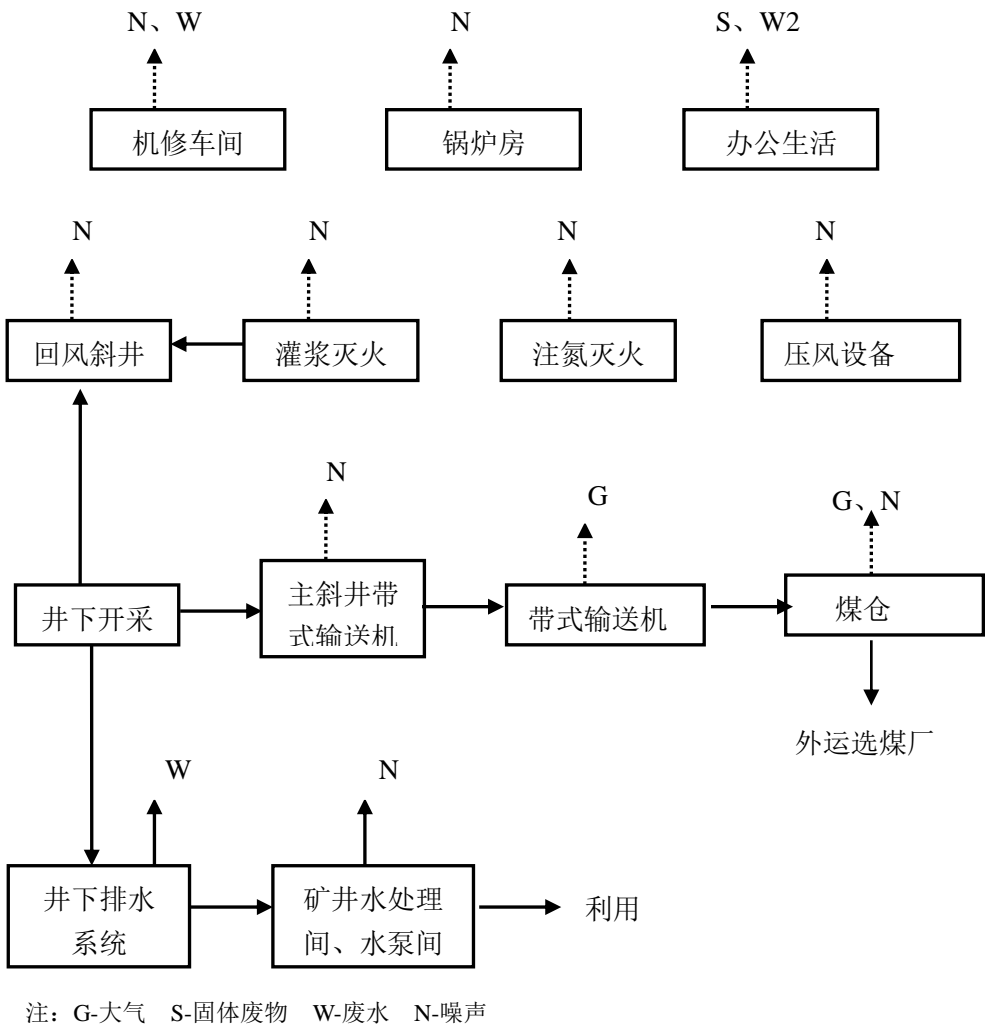 N、W
N
S、W2
机修车间
锅炉房
办公生活
N
N
N
N
回风斜井
灌浆灭火
注氮灭火
压风设备
N
G
G、N
井下开采
主斜井带
式输送机
带式输送机
煤仓
外运选煤厂
W
N
井下排水
系统
矿井水处理
间、水泵间
利用
注：G-大气 S-固体废物 W-废水 N-噪声